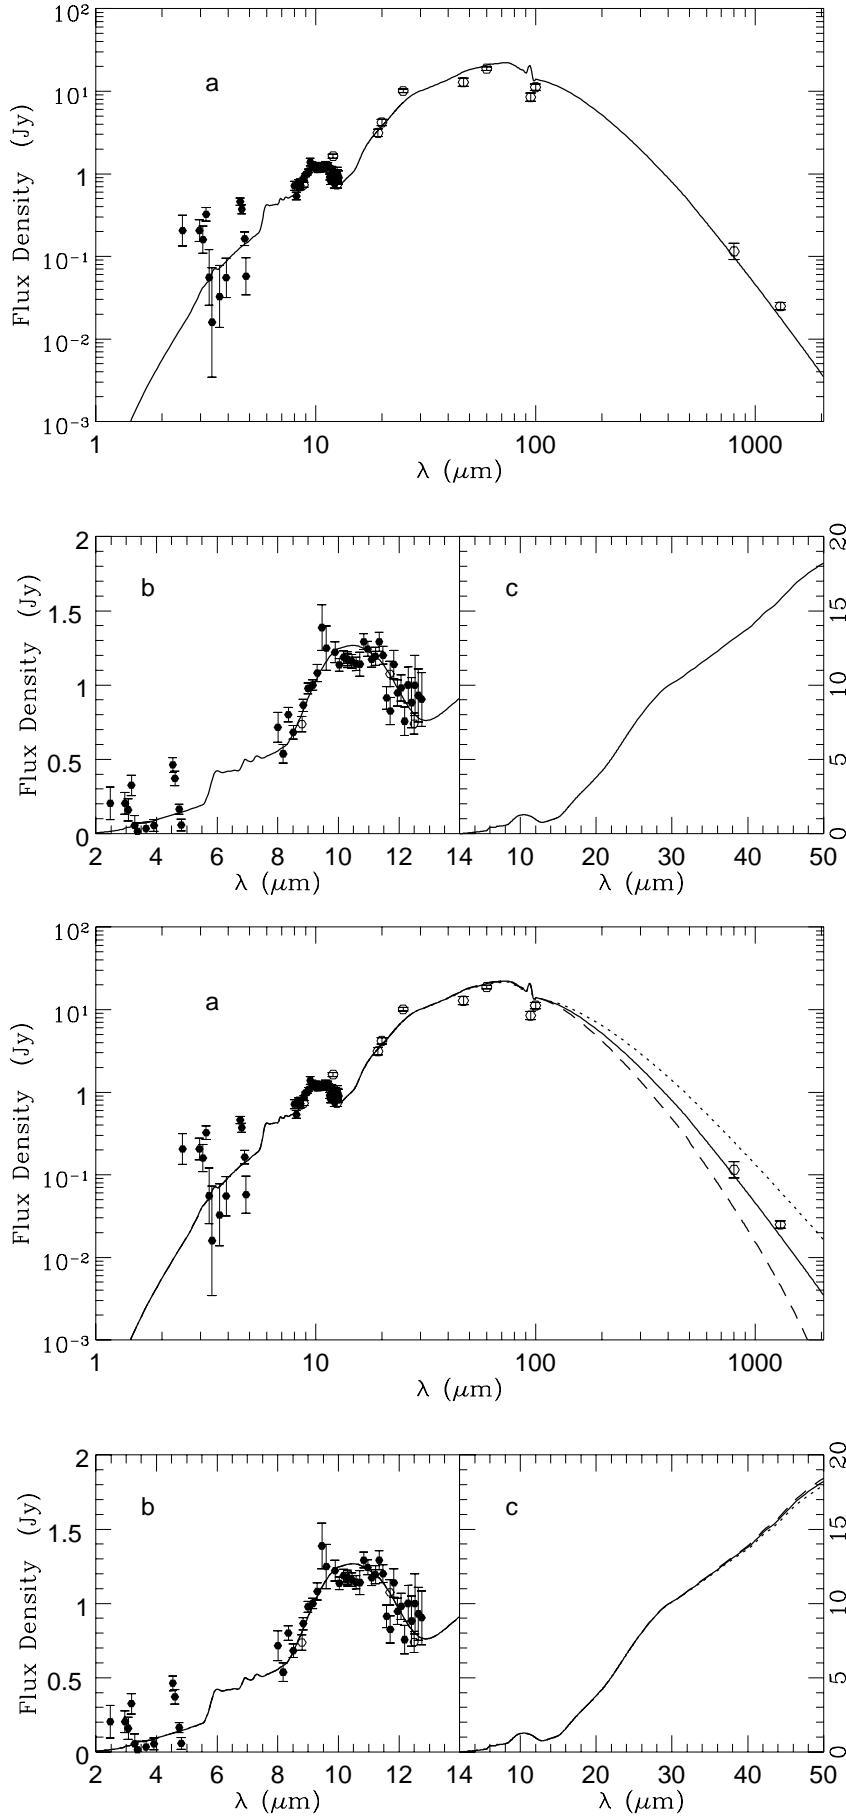 10²
10¹
1
10⁻¹
10⁻²
10⁻³
Flux Density (Jy)
a
1 10 100 1000
λ (μm)
2
1.5
1
0.5
0
Flux Density (Jy)
b
c
20
15
10
5
0
2 4 6 8 10 12 14 10 20 30 40 50
λ (μm) λ (μm)
10²
10¹
1
10⁻¹
10⁻²
10⁻³
Flux Density (Jy)
a
1 10 100 1000
λ (μm)
2
1.5
1
0.5
0
Flux Density (Jy)
b
c
20
15
10
5
0
2 4 6 8 10 12 14 10 20 30 40 50
λ (μm) λ (μm)